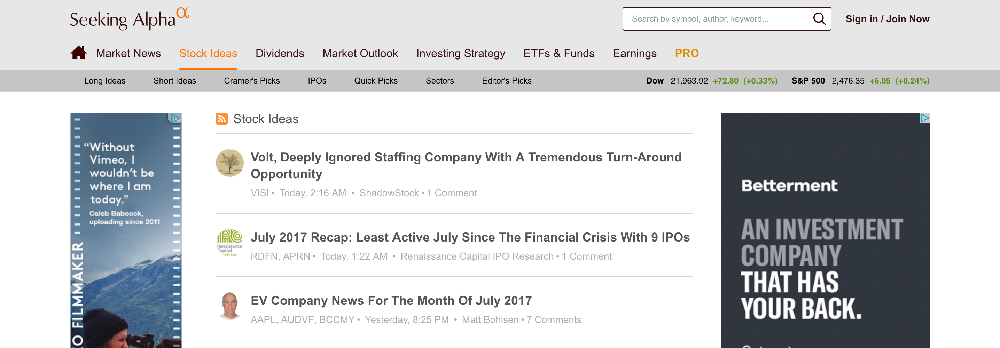 Seeking Alpha α
Search by symbol, author, keyword...
Sign in / Join Now
Market News Stock Ideas Dividends Market Outlook Investing Strategy ETFs & Funds Earnings PRO
Long Ideas Short Ideas Cramer's Picks IPOs Quick Picks Sectors Editor's Picks
Dow 21,963.92 +72.80 (+0.33%) S&P 500 2,476.35 +6.05 (+0.24%)
“Without
Vimeo, I
wouldn’t be
where I am
today.”
Caleb Babcock,
uploading since 2011
FILMMAKER
Stock Ideas
Volt, Deeply Ignored Staffing Company With A Tremendous Turn-Around
Opportunity
VISI • Today, 2:16 AM • ShadowStock • 1 Comment
Renaissance
Capital
IPO
July 2017 Recap: Least Active July Since The Financial Crisis With 9 IPOs
RDFN, APRN • Today, 1:22 AM • Renaissance Capital IPO Research • 1 Comment
EV Company News For The Month Of July 2017
AAPL, AUDVF, BCCMY • Yesterday, 8:25 PM • Matt Bohlsen • 7 Comments
Betterment
AN INVESTMENT
COMPANY
THAT HAS
YOUR BACK.